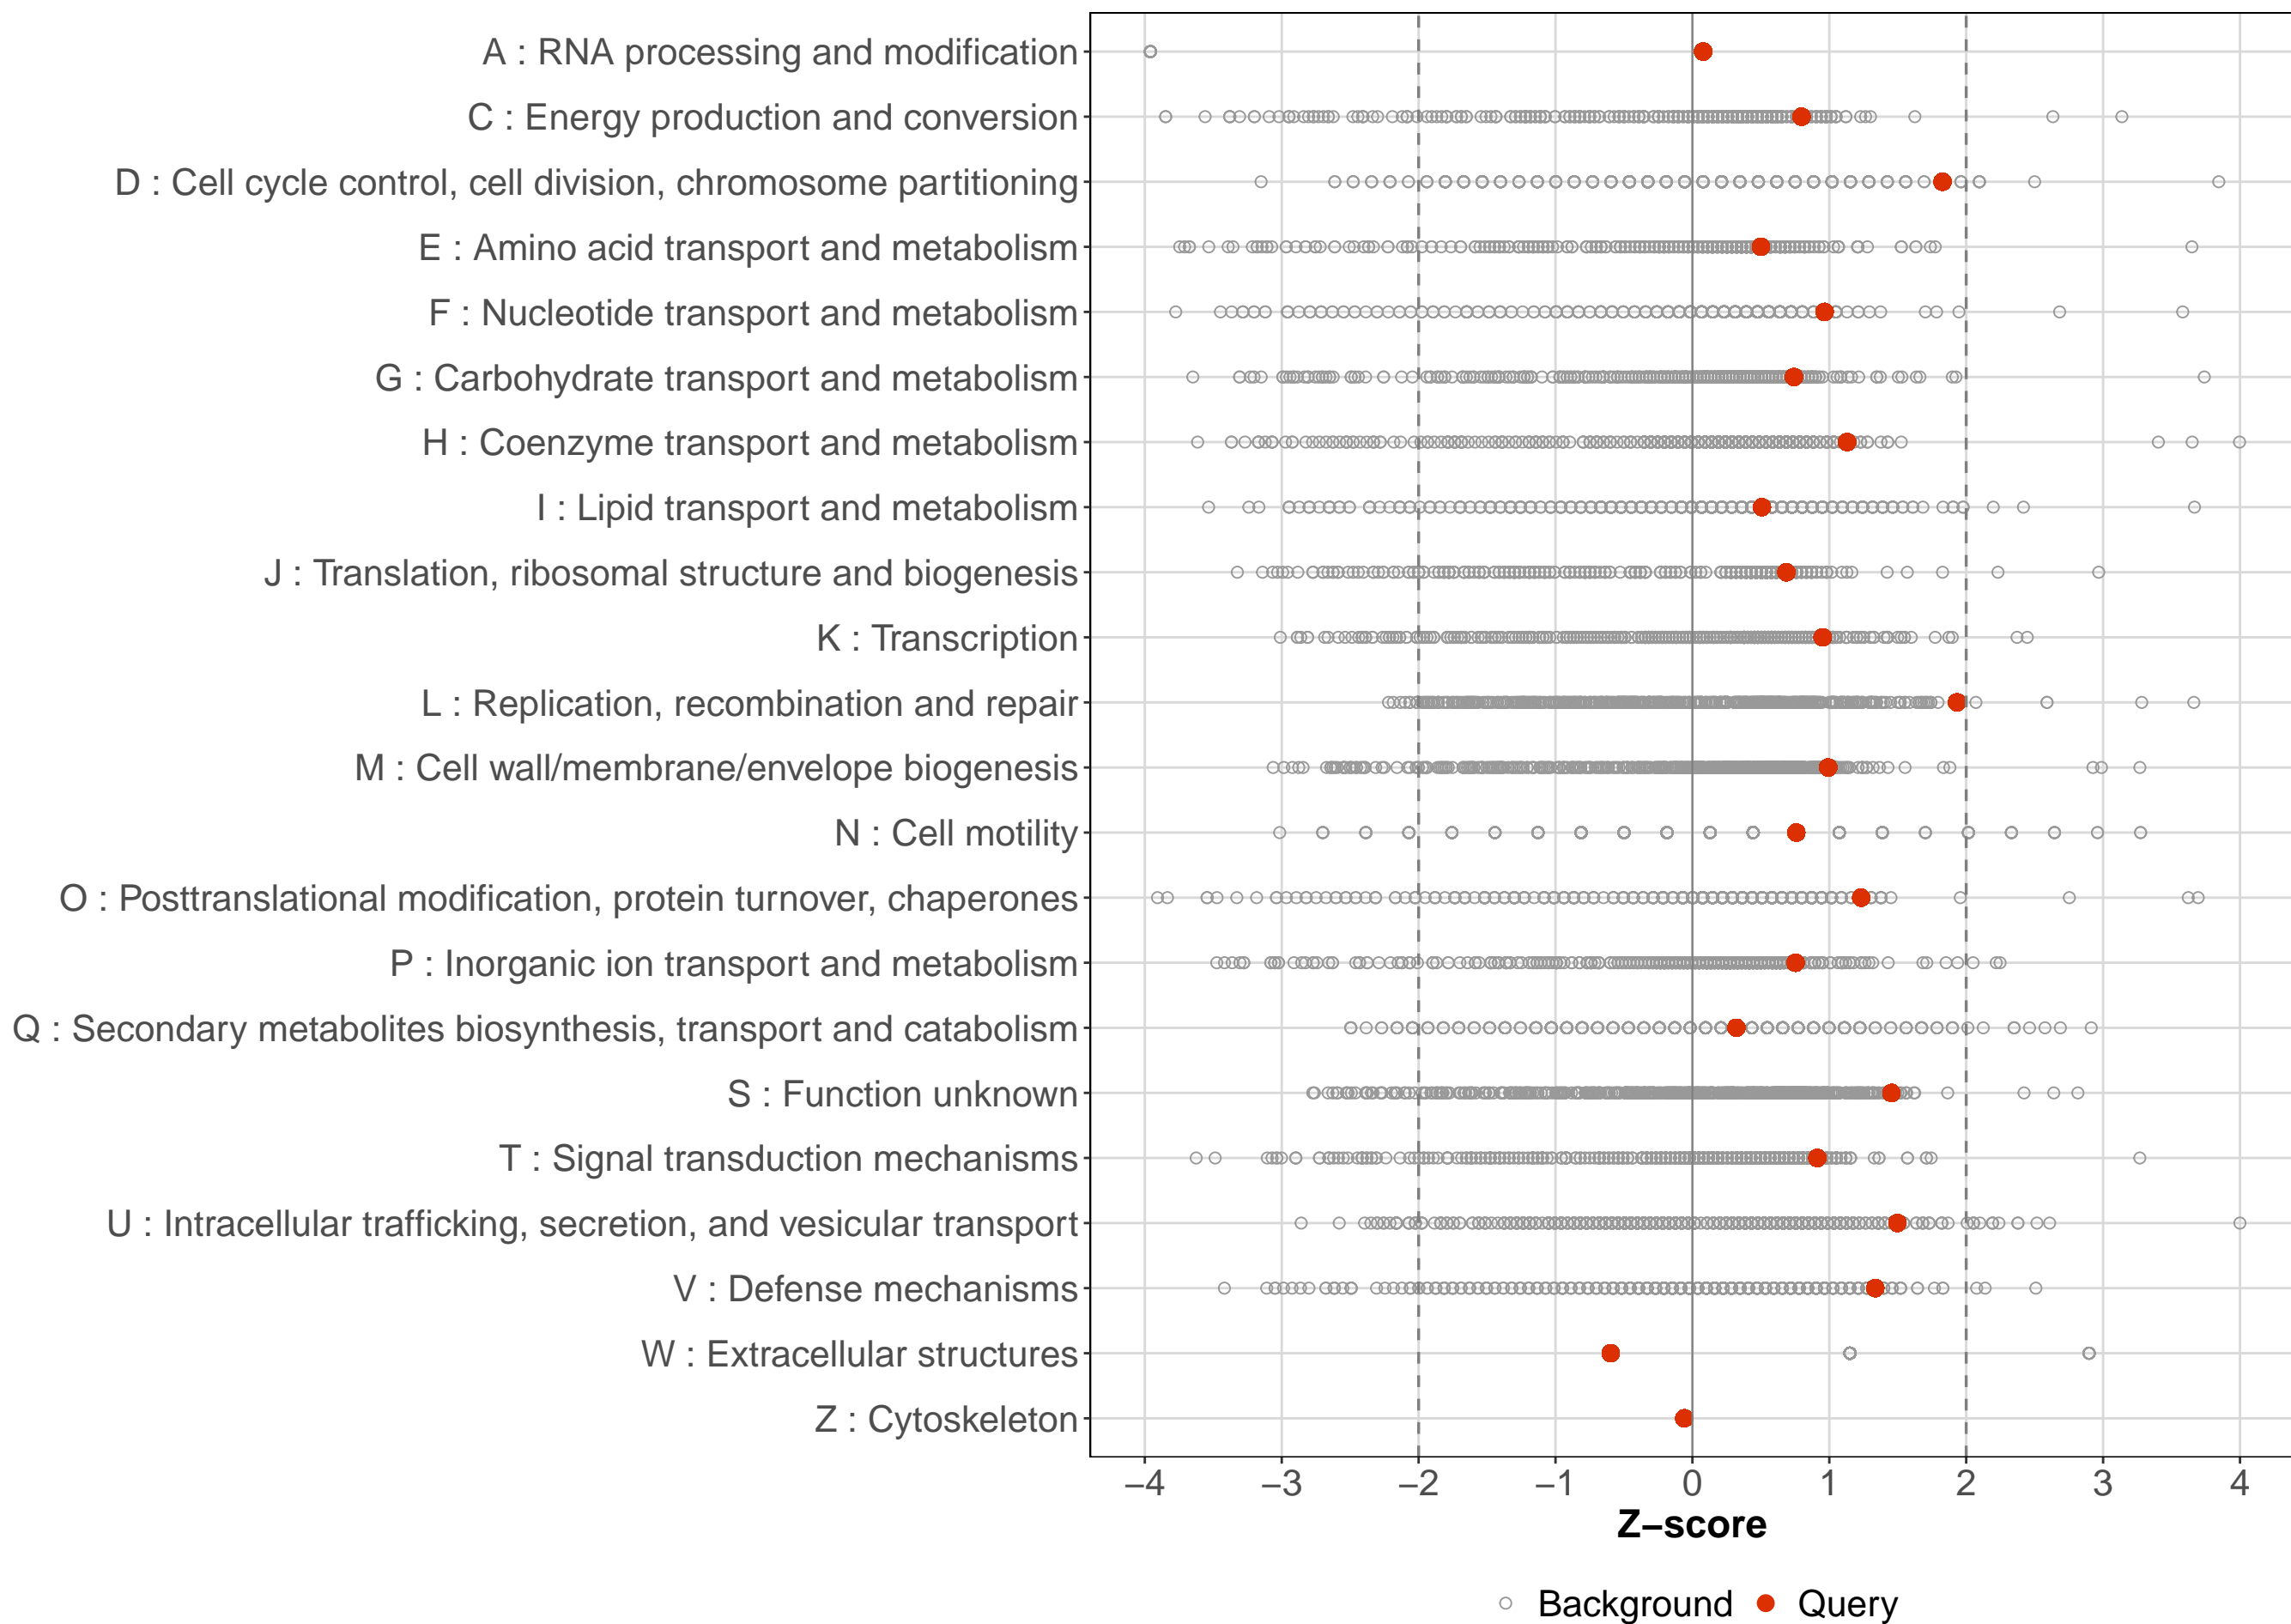 A : RNA processing and modification
C : Energy production and conversion
D : Cell cycle control, cell division, chromosome partitioning
E : Amino acid transport and metabolism
F : Nucleotide transport and metabolism
G : Carbohydrate transport and metabolism
H : Coenzyme transport and metabolism
I : Lipid transport and metabolism
J : Translation, ribosomal structure and biogenesis
K : Transcription
L : Replication, recombination and repair
M : Cell wall/membrane/envelope biogenesis
N : Cell motility
O : Posttranslational modification, protein turnover, chaperones
P : Inorganic ion transport and metabolism
Q : Secondary metabolites biosynthesis, transport and catabolism
S : Function unknown
T : Signal transduction mechanisms
U : Intracellular trafficking, secretion, and vesicular transport
V : Defense mechanisms
W : Extracellular structures
Z : Cytoskeleton
−4 −3 −2 −1 0 1 2 3 4
Z−score
Background Query